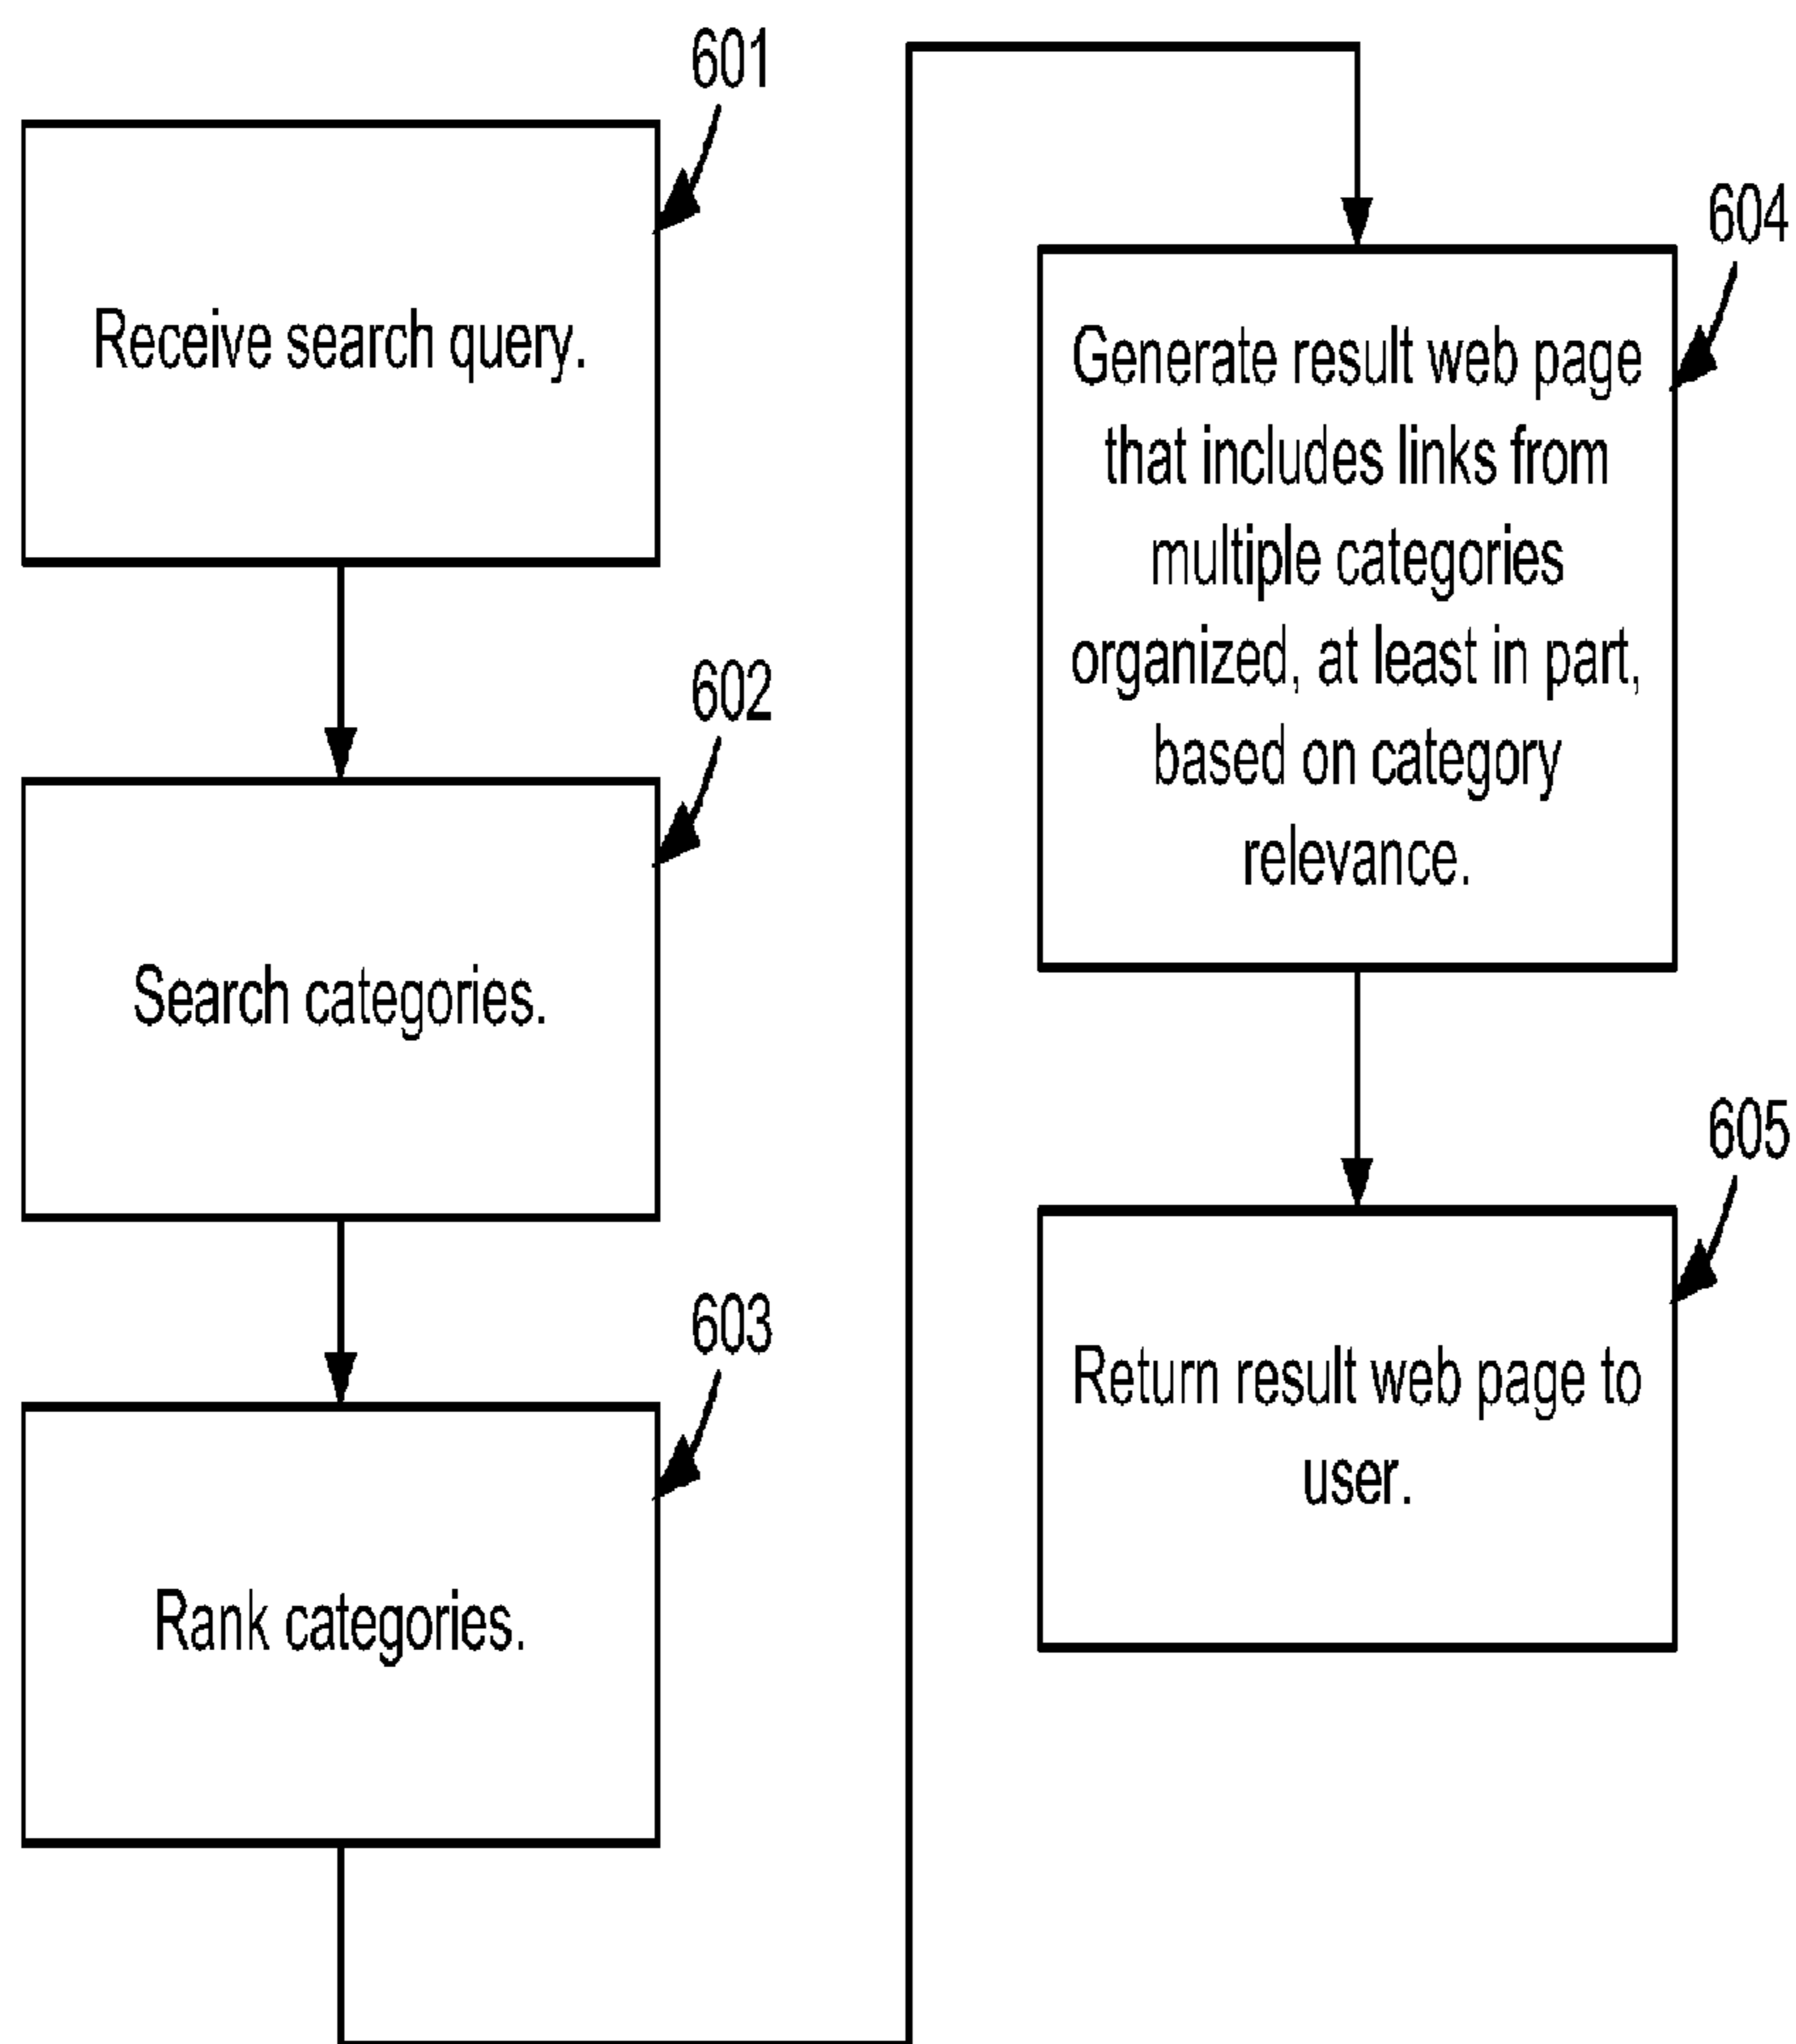 601
Receive search query.
602
Search categories.
603
Rank categories.
604
Generate result web page
that includes links from
multiple categories
organized, at least in part,
based on category
relevance.
605
Return result web page to
user.